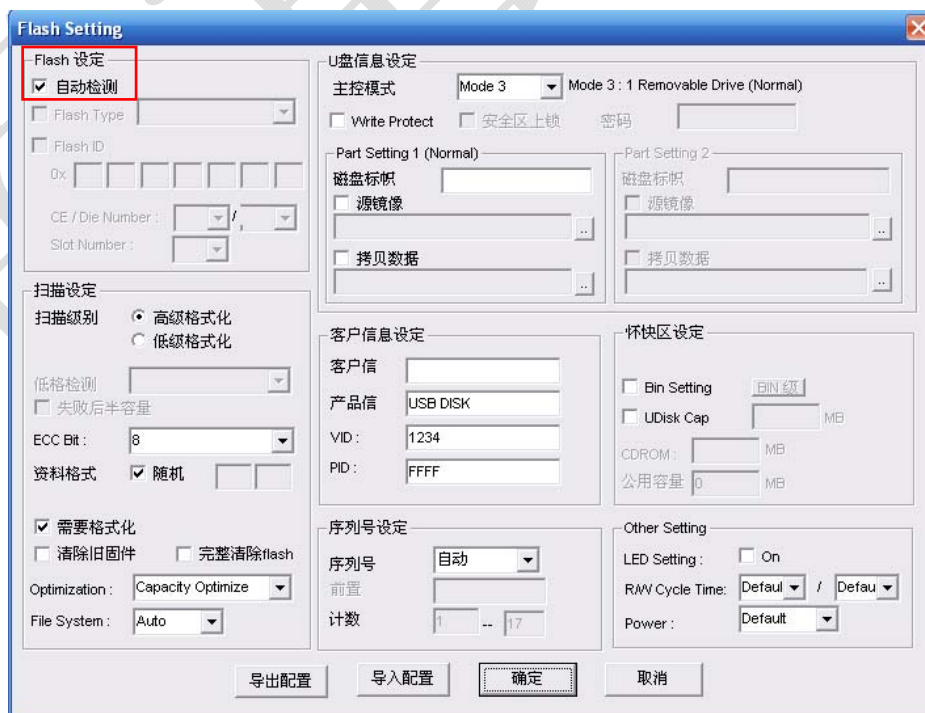 Flash Setting
Flash 设定
自动检测
Flash Type
Flash ID
0x
CE / Die Number :
/
Slot Number :
扫描设定
扫描级别
高级格式化
低级格式化
低格检测
失败后半容量
ECC Bit :
8
资料格式
随机
需要格式化
清除旧固件
完整清除flash
Optimization :
Capacity Optimize
File System :
Auto
U盘信息设定
主控模式
Mode 3
Mode 3 : 1 Removable Drive (Normal)
Write Protect
安全区上锁
密码
Part Setting 1 (Normal)
磁盘标帜
源镜像
..
拷贝数据
..
Part Setting 2
磁盘标帜
源镜像
..
拷贝数据
..
客户信息设定
客户信
产品信
USB DISK
VID :
1234
PID :
FFFF
怀快区设定
Bin Setting
BIN 级
UDisk Cap
MB
CDROM :
MB
公用容量
0
MB
序列号设定
序列号
自动
前置
计数
1
--
17
Other Setting
LED Setting :
On
R/W Cycle Time:
Defaul
/
Defau
Power :
Default
导出配置
导入配置
确定
取消